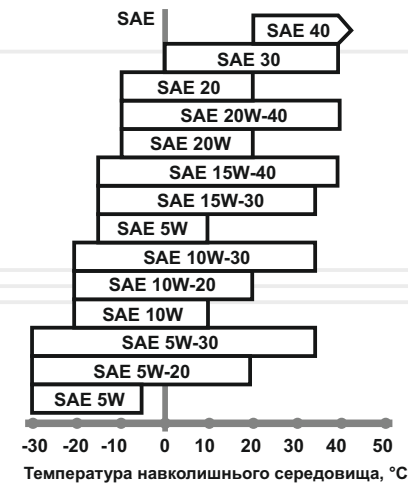 SAE
SAE 40
SAE 30
SAE 20
SAE 20W-40
SAE 20W
SAE 15W-40
SAE 15W-30
SAE 5W
SAE 10W-30
SAE 10W-20
SAE 10W
SAE 5W-30
SAE 5W-20
SAE 5W
-30 -20 -10 0 10 20 30 40 50
Температура навколишнього середовища, °C